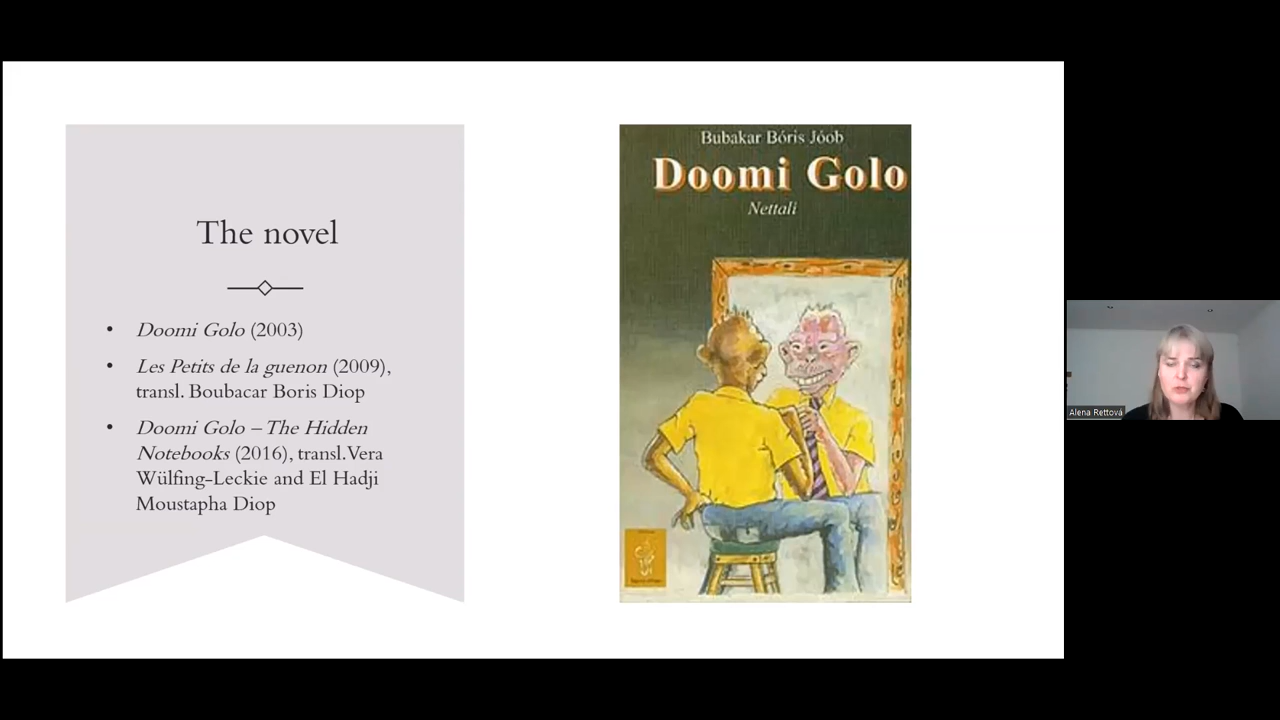 The novel
• Doomi Golo (2003)
• Les Petits de la guenon (2009),
transl. Boubacar Boris Diop
• Doomi Golo – The Hidden
Notebooks (2016), transl.Vera
Wülfing-Leckie and El Hadji
Moustapha Diop
Bubakar Bóris Jóob
Doomi Golo
Nettali
Alena Rettová